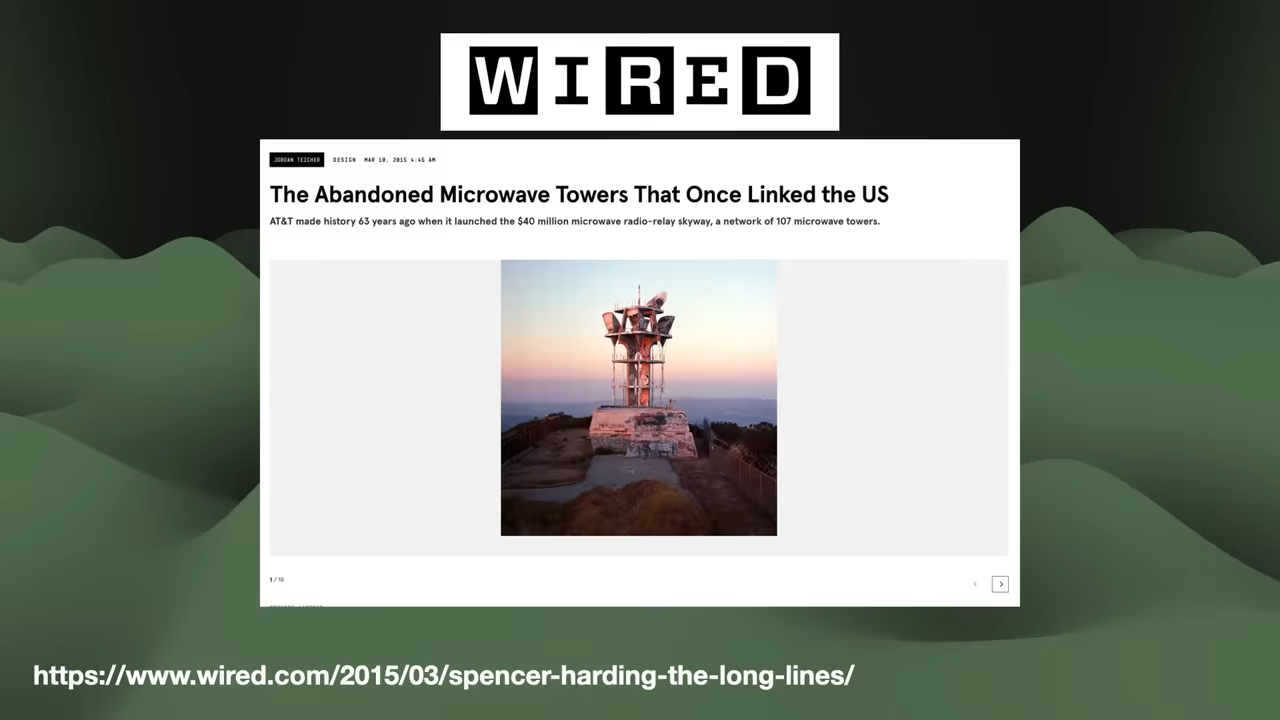 WIRED
JORDAN TEICHER DESIGN MAR 10, 2015 4:45 AM
The Abandoned Microwave Towers That Once Linked the US
AT&T made history 63 years ago when it launched the $40 million microwave radio-relay skyway, a network of 107 microwave towers.
https://www.wired.com/2015/03/spencer-harding-the-long-lines/